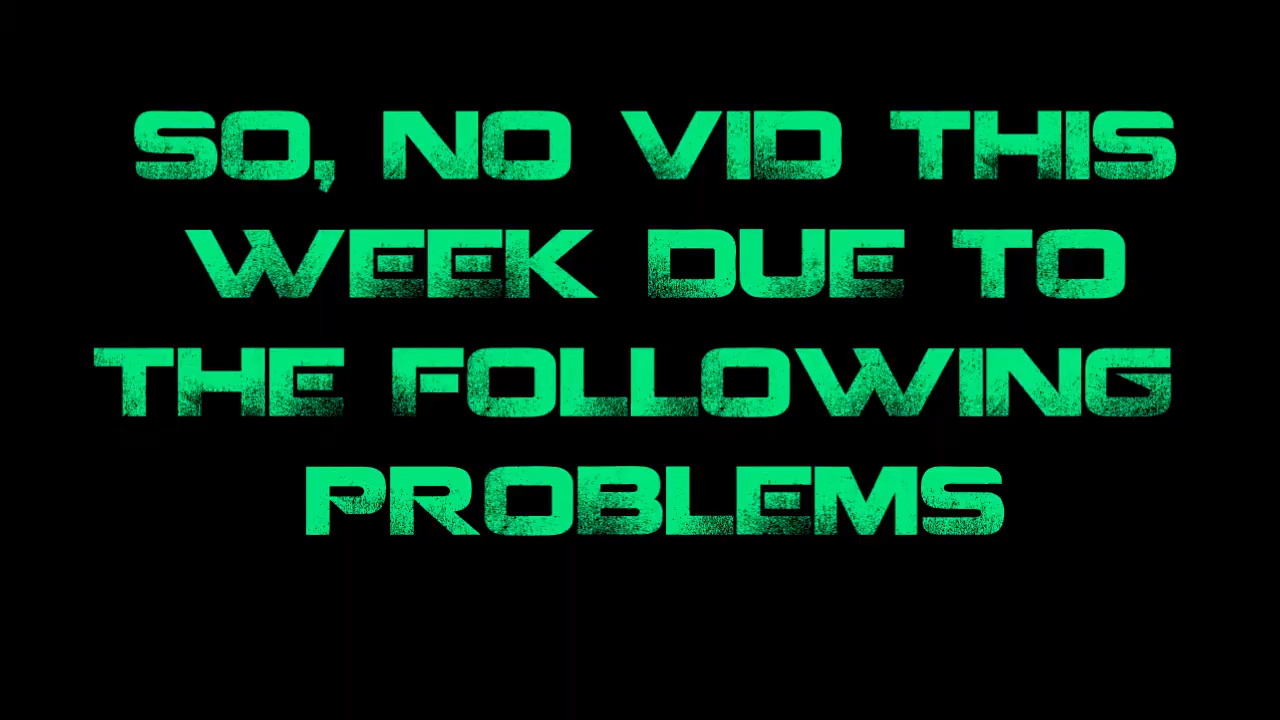 SO, NO VID THIS
WEEK DUE TO
THE FOLLOWING
PROBLEMS